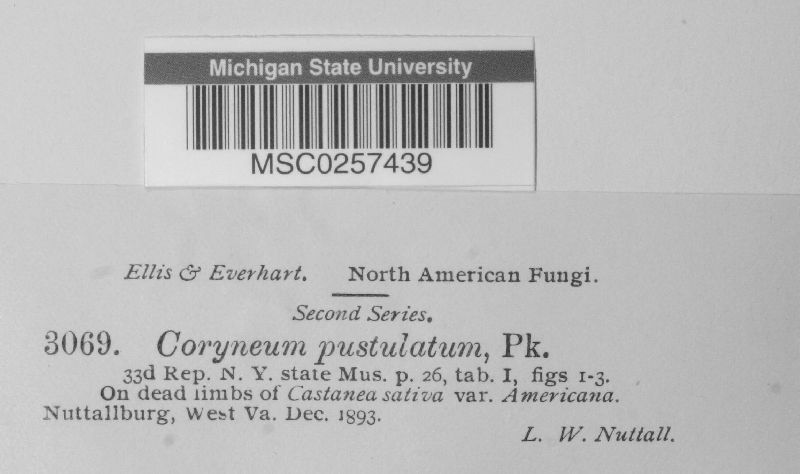 Michigan State University
MSC0257439
Ellis & Everhart. North American Fungi.
Second Series.
3069. Coryneum pustulatum, Pk.
33d Rep. N. Y. state Mus. p. 26, tab. I, figs 1-3.
On dead limbs of Castanea sativa var. Americana.
Nuttallburg, West Va. Dec. 1893.
L. W. Nuttall.